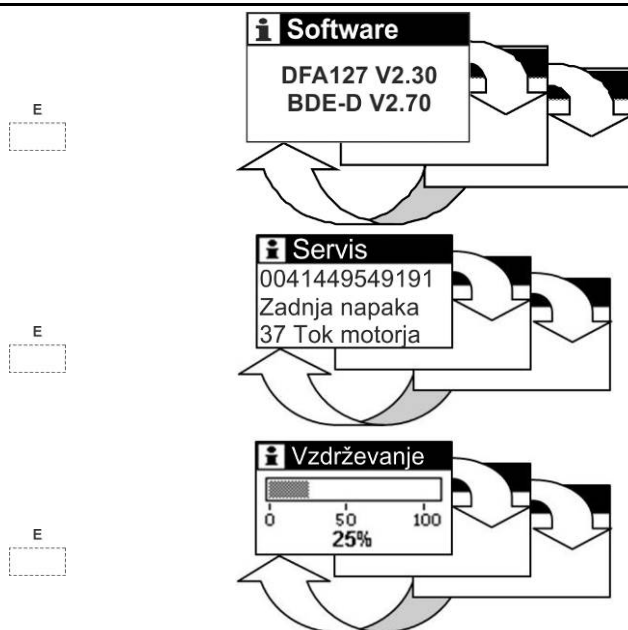 E
i Software
DFA127 V2.30
BDE-D V2.70
E
i Servis
0041449549191
Zadnja napaka
37 Tok motorja
E
i Vzdrževanje
0 50 100
25%